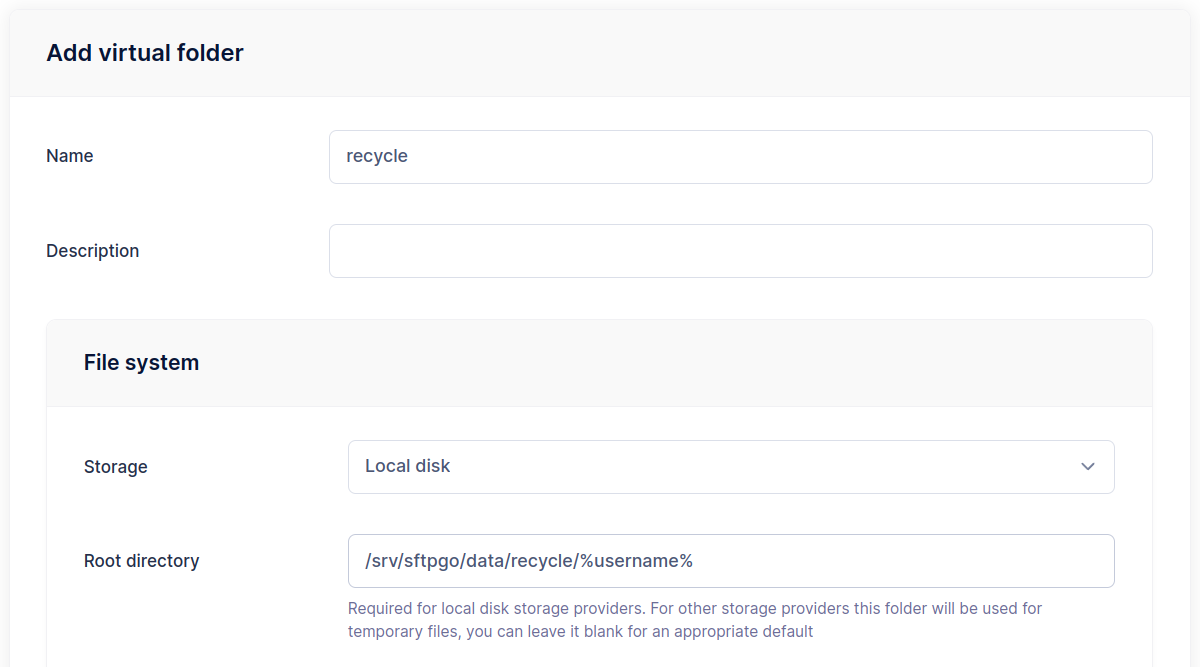 Add virtual folder
Name
recycle
Description
File system
Storage
Local disk
Root directory
/srv/sftpgo/data/recycle/%username%
Required for local disk storage providers. For other storage providers this folder will be used for
temporary files, you can leave it blank for an appropriate default